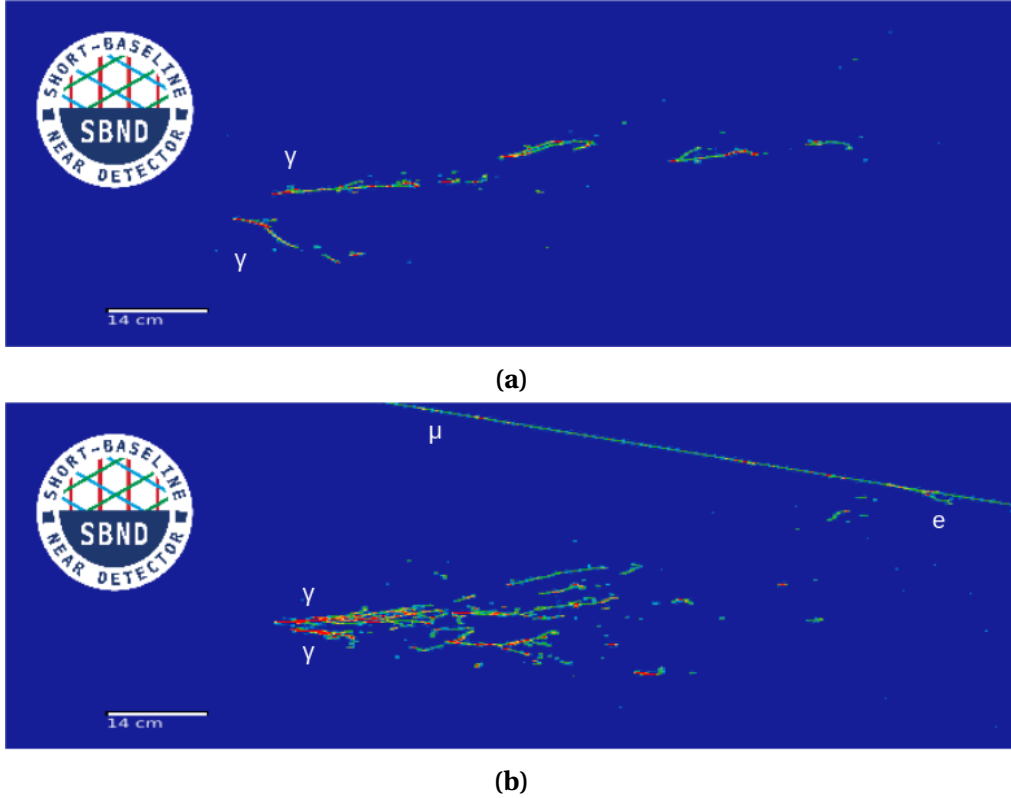 SHORT-BASELINE
SBND
NEAR DETECTOR
γ
γ
14 cm
(a)
μ
SHORT-BASELINE
e
SBND
NEAR DETECTOR
γ
γ
14 cm
(b)